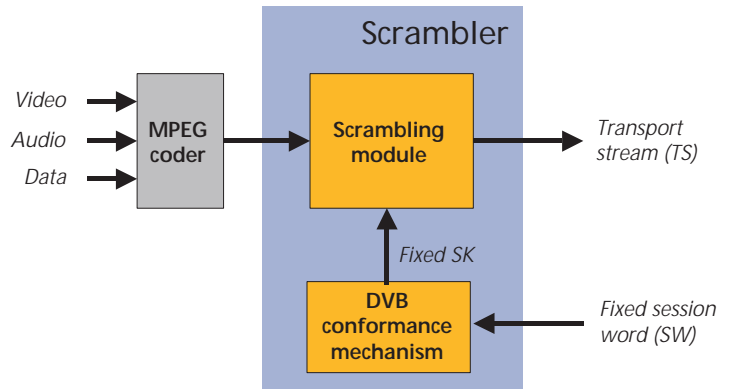 Scrambler
Video
Audio
Data
MPEG
coder
Scrambling
module
Transport
stream (TS)
Fixed SK
DVB
conformance
mechanism
Fixed session
word (SW)